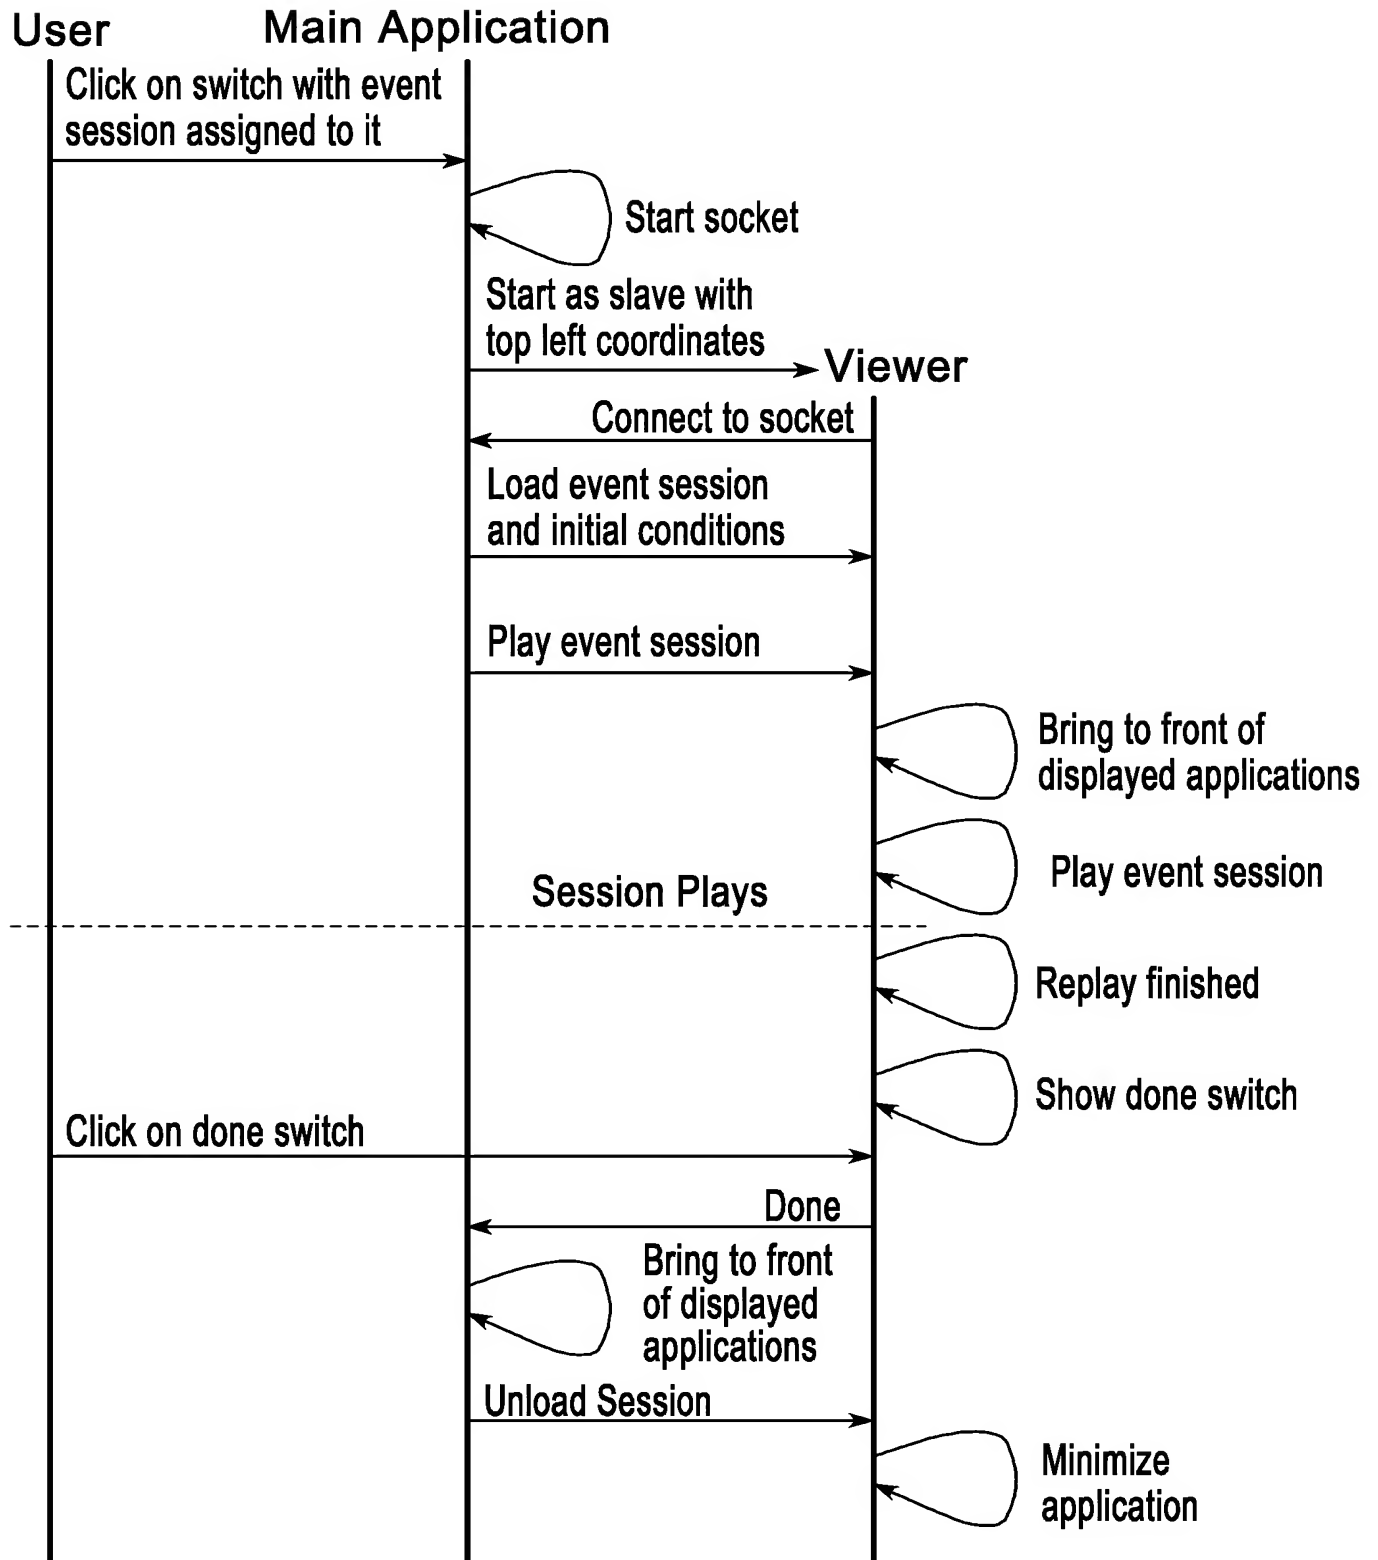 User
Main Application
Click on switch with event
session assigned to it
Start socket
Start as slave with
top left coordinates
Viewer
Connect to socket
Load event session
and initial conditions
Play event session
Bring to front of
displayed applications
Play event session
Session Plays
Replay finished
Show done switch
Click on done switch
Done
Bring to front
of displayed
applications
Unload Session
Minimize
application